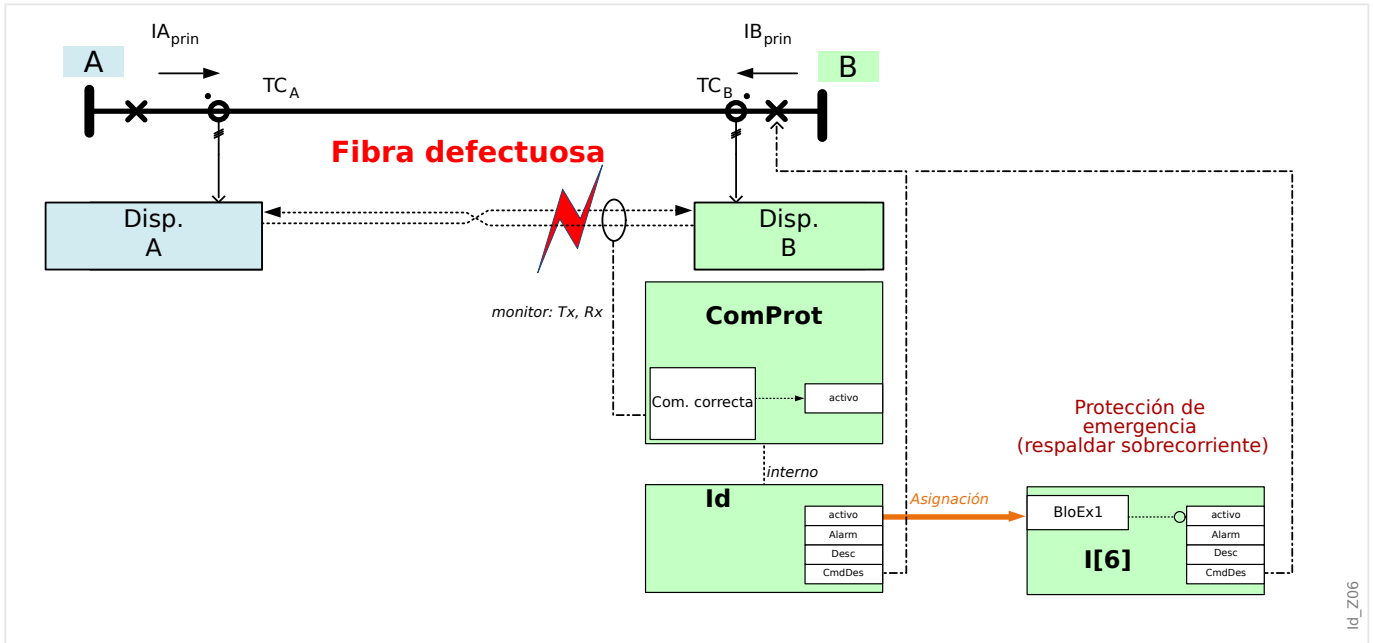 IAprin
IBprin
A
B
TCA
TCB
Fibra defectuosa
Disp.
A
Disp.
B
monitor: Tx, Rx
ComProt
Com. correcta
activo
interno
Protección de
emergencia
(respaldar sobrecorriente)
Id
activo
Alarm
Desc
CmdDes
Asignación
BloEx1
I[6]
activo
Alarm
Desc
CmdDes
Id_Z06